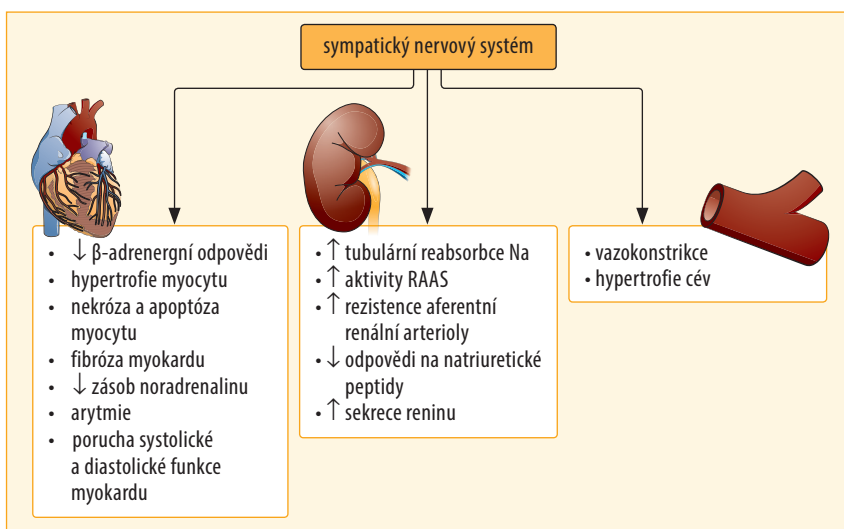 sympatický nervový systém
• ↓ β-adrenergní odpovědi
• hypertrofie myocytu
• nekróza a apoptóza
myocytu
• fibróza myokardu
• ↓ zásob noradrenalinu
• arytmie
• porucha systolické
a diastolické funkce
myokardu
• ↑ tubulární reabsorbce Na
• ↑ aktivity RAAS
• ↑ rezistence aferentní
renální arterioly
• ↓ odpovědi na natriuretické
peptidy
• ↑ sekrece reninu
• vazokonstrikce
• hypertrofie cév